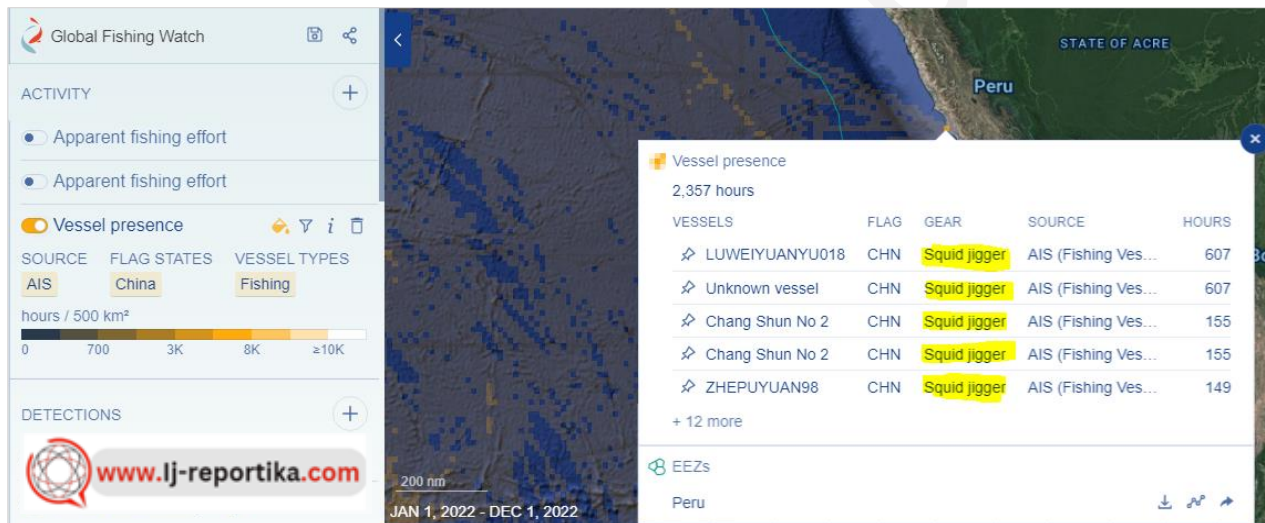 Global Fishing Watch
ACTIVITY
Apparent fishing effort
Apparent fishing effort
Vessel presence
SOURCE FLAG STATES VESSEL TYPES
AIS China Fishing
hours / 500 km²
0 700 3K 8K ≥10K
DETECTIONS
www.lj-reportika.com
STATE OF ACRE
Peru
Vessel presence
2,357 hours
VESSELS FLAG GEAR SOURCE HOURS
LUWEIYUANYU018 CHN Squid jigger AIS (Fishing Ves... 607
Unknown vessel CHN Squid jigger AIS (Fishing Ves... 607
Chang Shun No 2 CHN Squid jigger AIS (Fishing Ves... 155
Chang Shun No 2 CHN Squid jigger AIS (Fishing Ves... 155
ZHEPUYUAN98 CHN Squid jigger AIS (Fishing Ves... 149
+ 12 more
EEZs
Peru
200 nm
JAN 1, 2022 - DEC 1, 2022